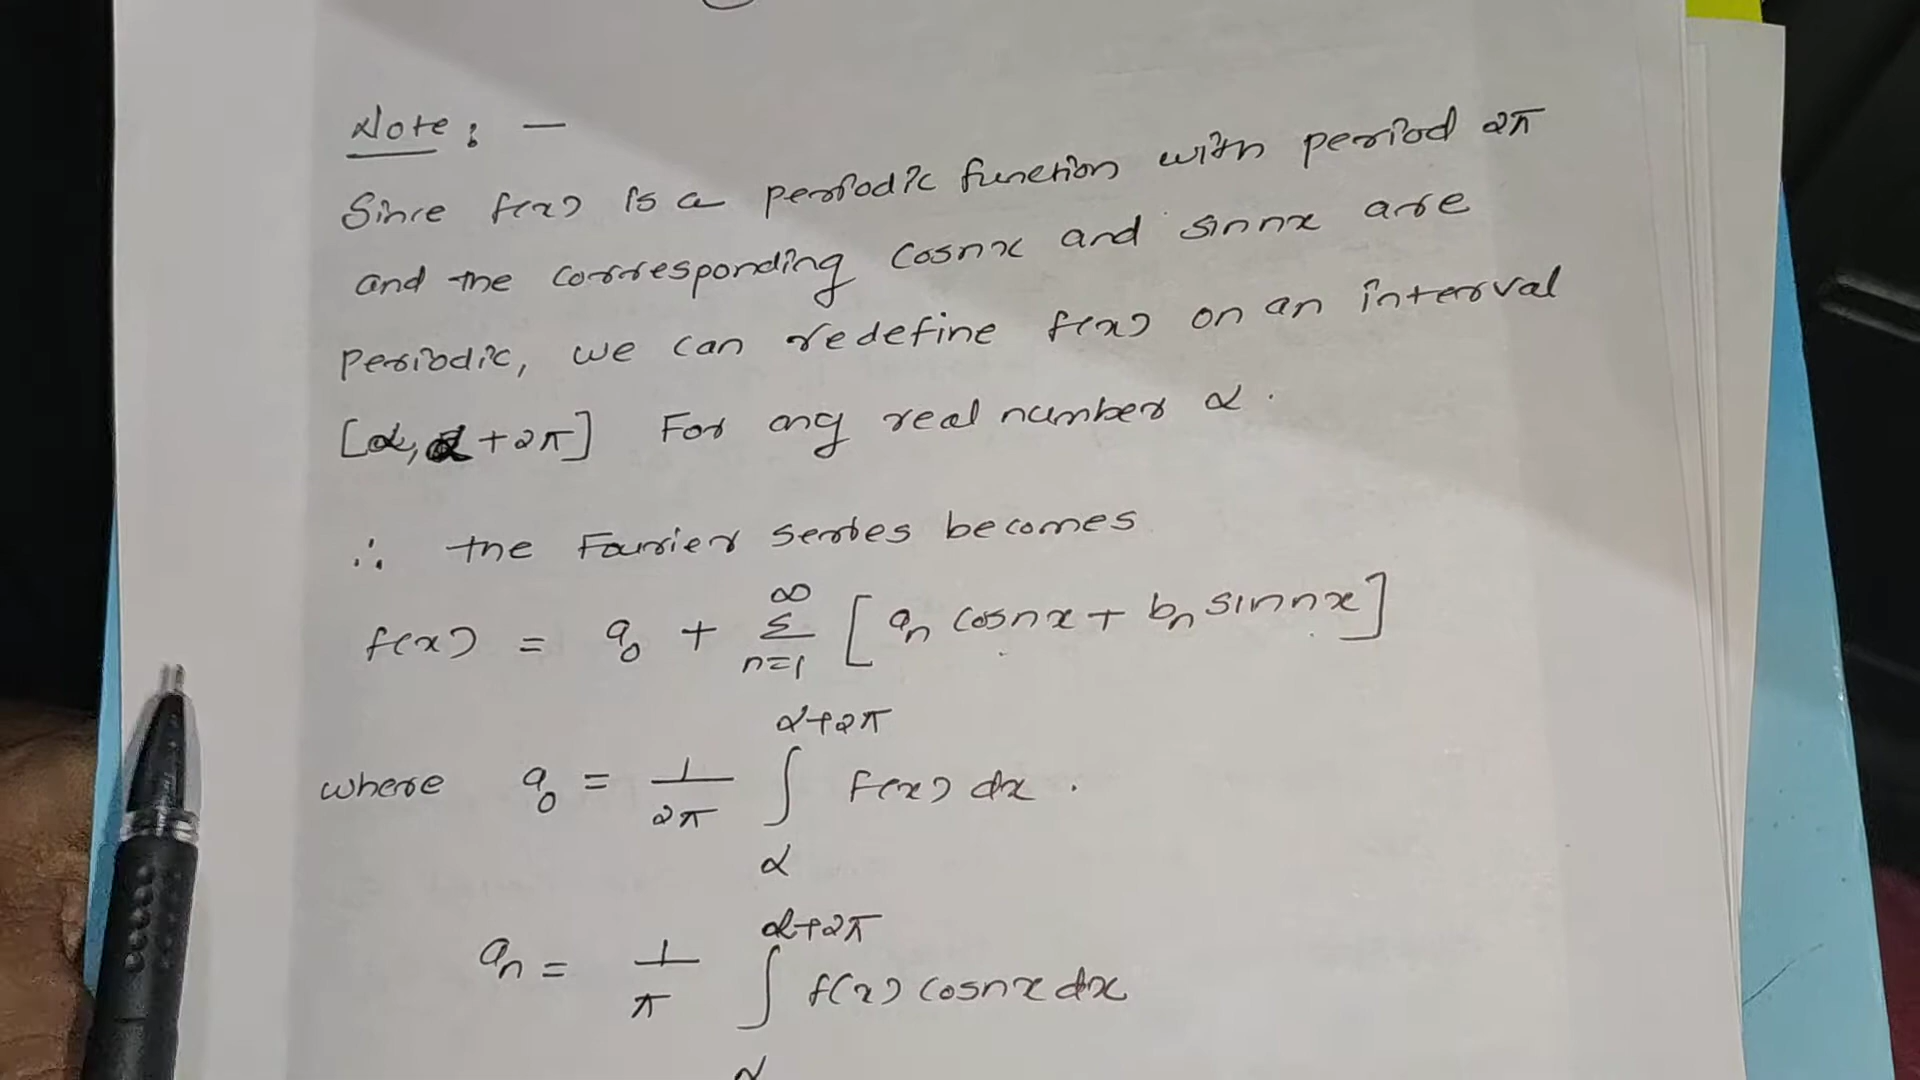 Note : —
Since f(x) is a periodic function with period 2π
and the corresponding cosnx and sinnx are
periodic, we can redefine f(x) on an interval
[α, α+2π] For any real number α.
∴ the Fourier series becomes
f(x) = a₀ + ∑_{n=1}^{∞} [aₙ cosnx + bₙ sinnx]
where a₀ = 1/2π ∫_{α}^{α+2π} f(x) dx.
aₙ = 1/π ∫_{α}^{α+2π} f(x) cosnx dx